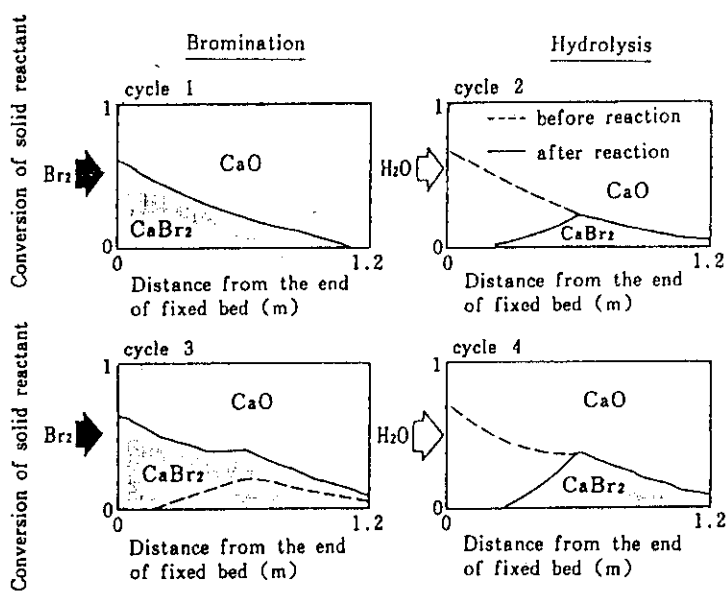 Bromination
Hydrolysis
Conversion of solid reactant
cycle 1
1
CaO
Br₂
CaBr₂
0
0
1.2
Distance from the end
of fixed bed (m)
cycle 2
1
before reaction
after reaction
H₂O
CaO
CaBr₂
0
0
1.2
Distance from the end
of fixed bed (m)
Conversion of solid reactant
cycle 3
1
CaO
Br₂
CaBr₂
0
0
1.2
Distance from the end
of fixed bed (m)
cycle 4
1
CaO
H₂O
CaBr₂
0
0
1.2
Distance from the end
of fixed bed (m)